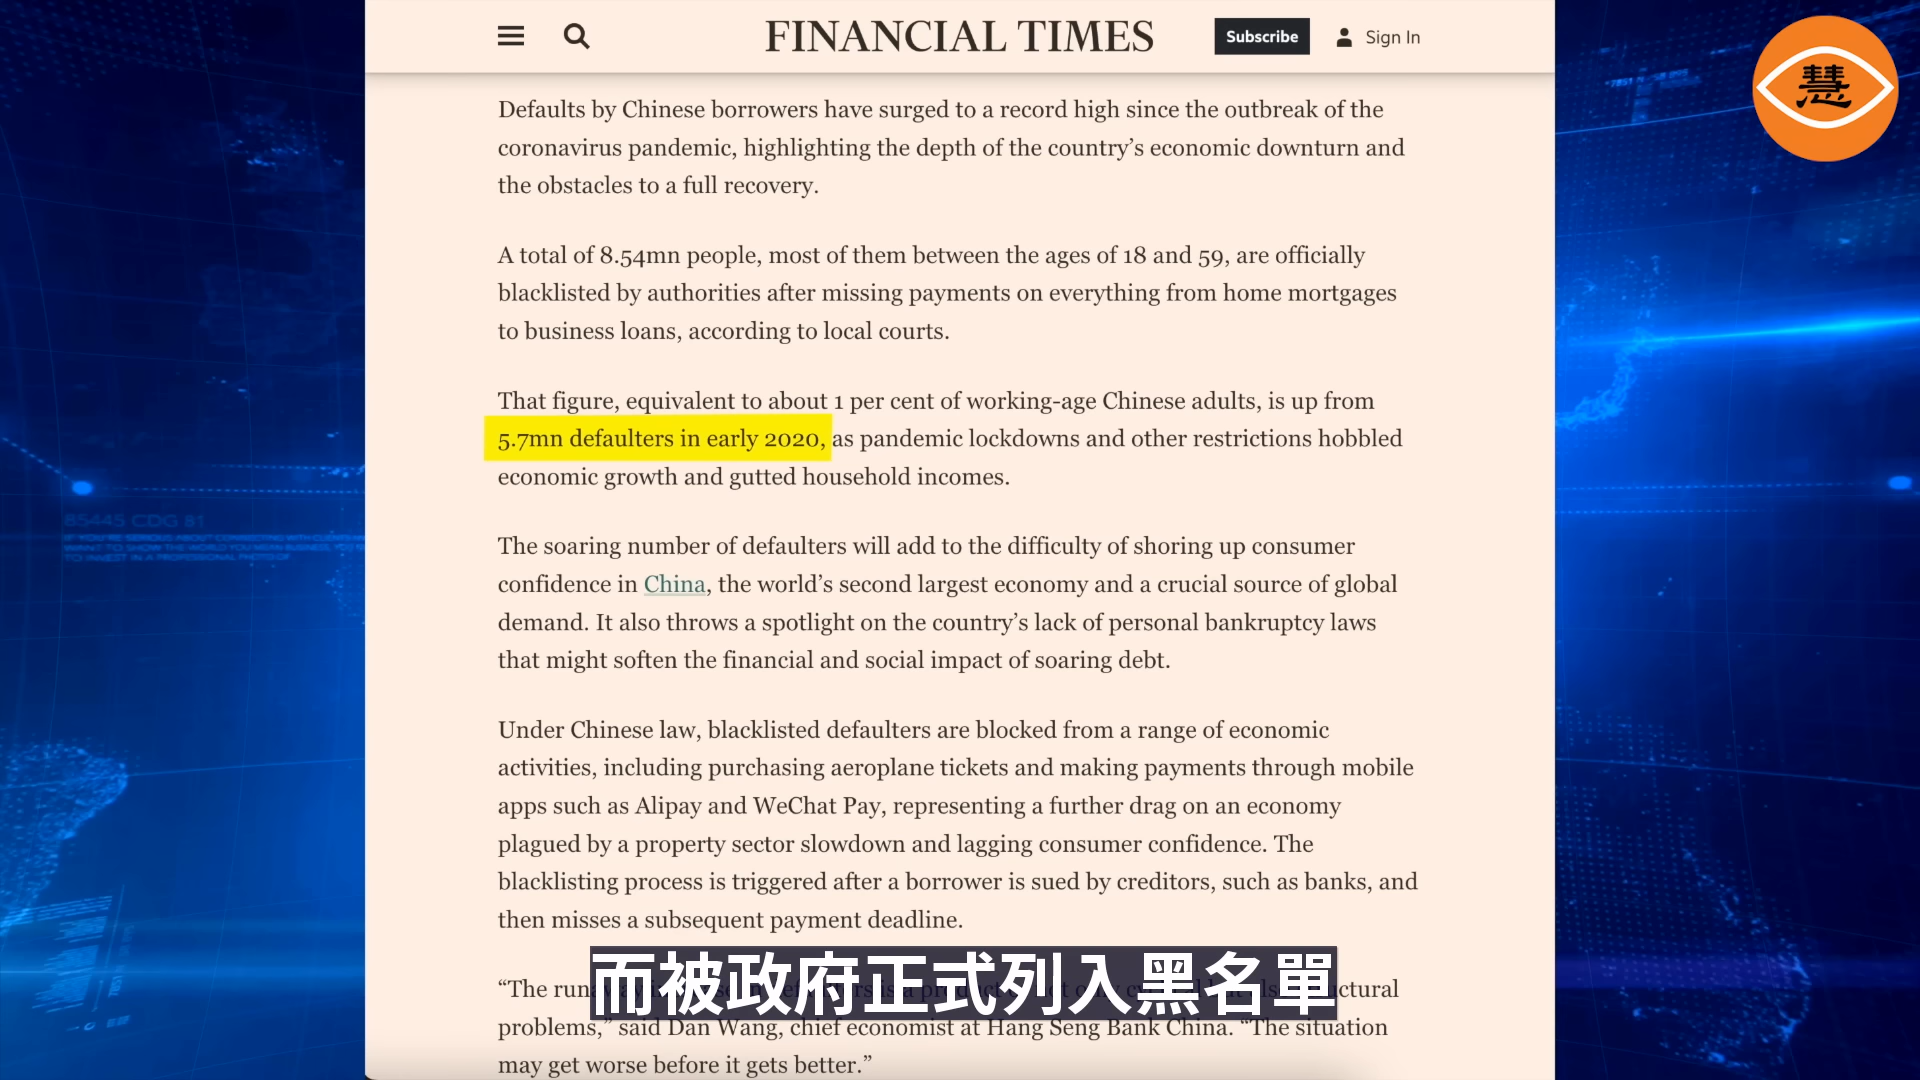 FINANCIAL TIMES
Subscribe
Sign In
慧
Defaults by Chinese borrowers have surged to a record high since the outbreak of the
coronavirus pandemic, highlighting the depth of the country’s economic downturn and
the obstacles to a full recovery.
A total of 8.54mn people, most of them between the ages of 18 and 59, are officially
blacklisted by authorities after missing payments on everything from home mortgages
to business loans, according to local courts.
That figure, equivalent to about 1 per cent of working-age Chinese adults, is up from
5.7mn defaulters in early 2020, as pandemic lockdowns and other restrictions hobbled
economic growth and gutted household incomes.
The soaring number of defaulters will add to the difficulty of shoring up consumer
confidence in China, the world’s second largest economy and a crucial source of global
demand. It also throws a spotlight on the country’s lack of personal bankruptcy laws
that might soften the financial and social impact of soaring debt.
Under Chinese law, blacklisted defaulters are blocked from a range of economic
activities, including purchasing aeroplane tickets and making payments through mobile
apps such as Alipay and WeChat Pay, representing a further drag on an economy
plagued by a property sector slowdown and lagging consumer confidence. The
blacklisting process is triggered after a borrower is sued by creditors, such as banks, and
then misses a subsequent payment deadline.
而被政府正式列入黑名單
“The
problems,” said Dan Wang, chief economist at Hang Seng Bank China. “The situation
may get worse before it gets better.”
85445 CDG 81